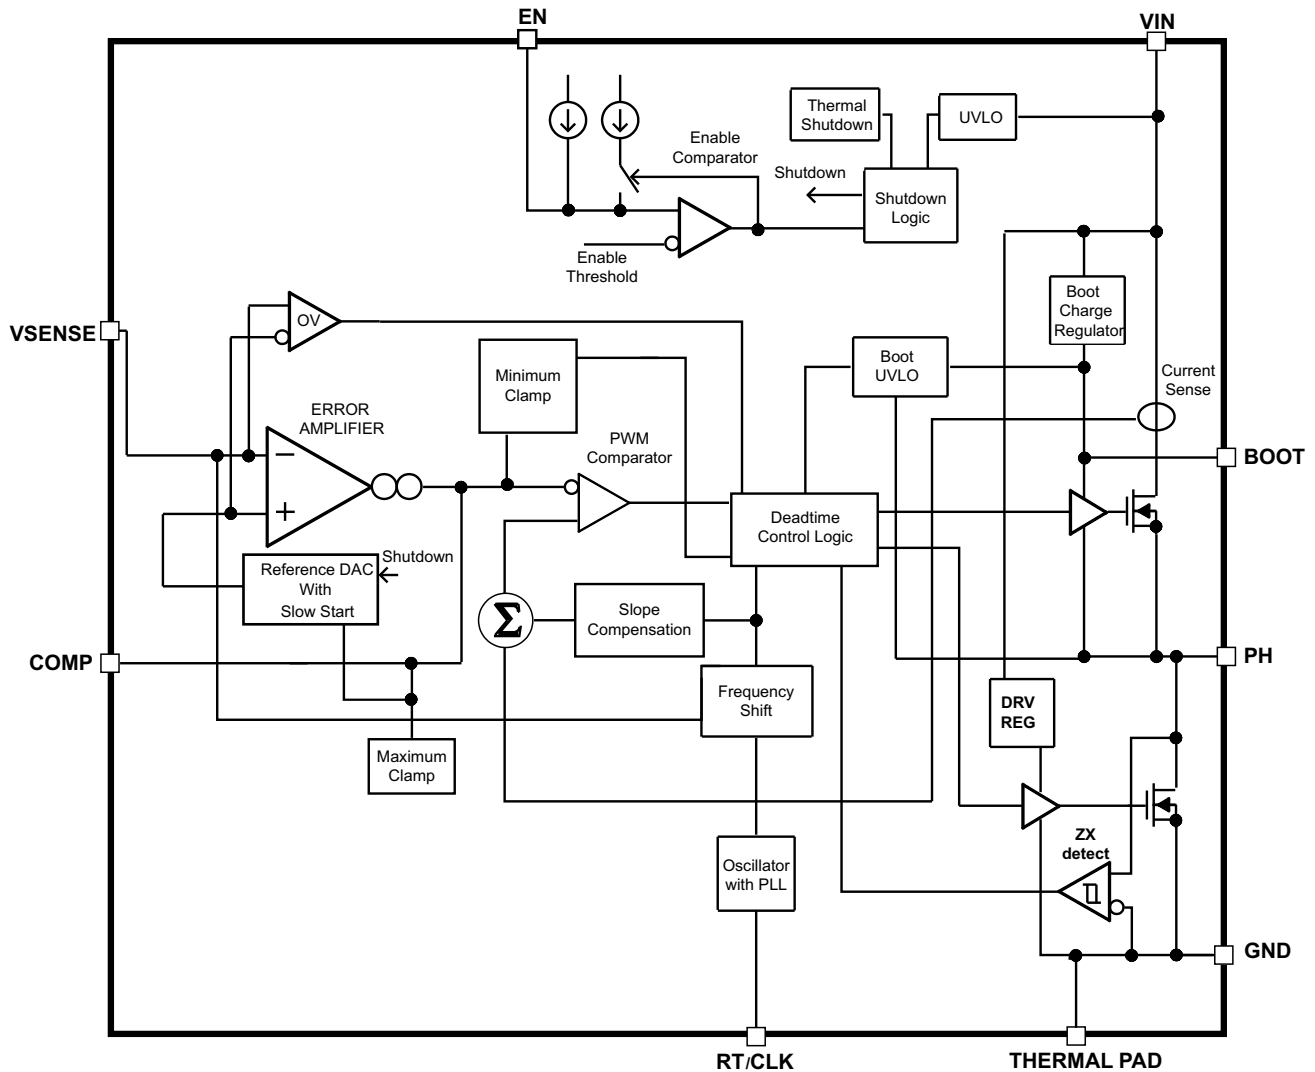 EN
VIN
Thermal
Shutdown
UVLO
Enable
Comparator
Shutdown
Shutdown
Logic
Enable
Threshold
Boot
Charge
Regulator
OV
VSENSE
Minimum
Clamp
Boot
UVLO
Current
Sense
ERROR
AMPLIFIER
PWM
Comparator
BOOT
−
+
Deadtime
Control Logic
Shutdown
Reference DAC
With
Slow Start
Σ
Slope
Compensation
COMP
PH
Frequency
Shift
DRV
REG
Maximum
Clamp
ZX
detect
Oscillator
with PLL
GND
RT/CLK
THERMAL PAD